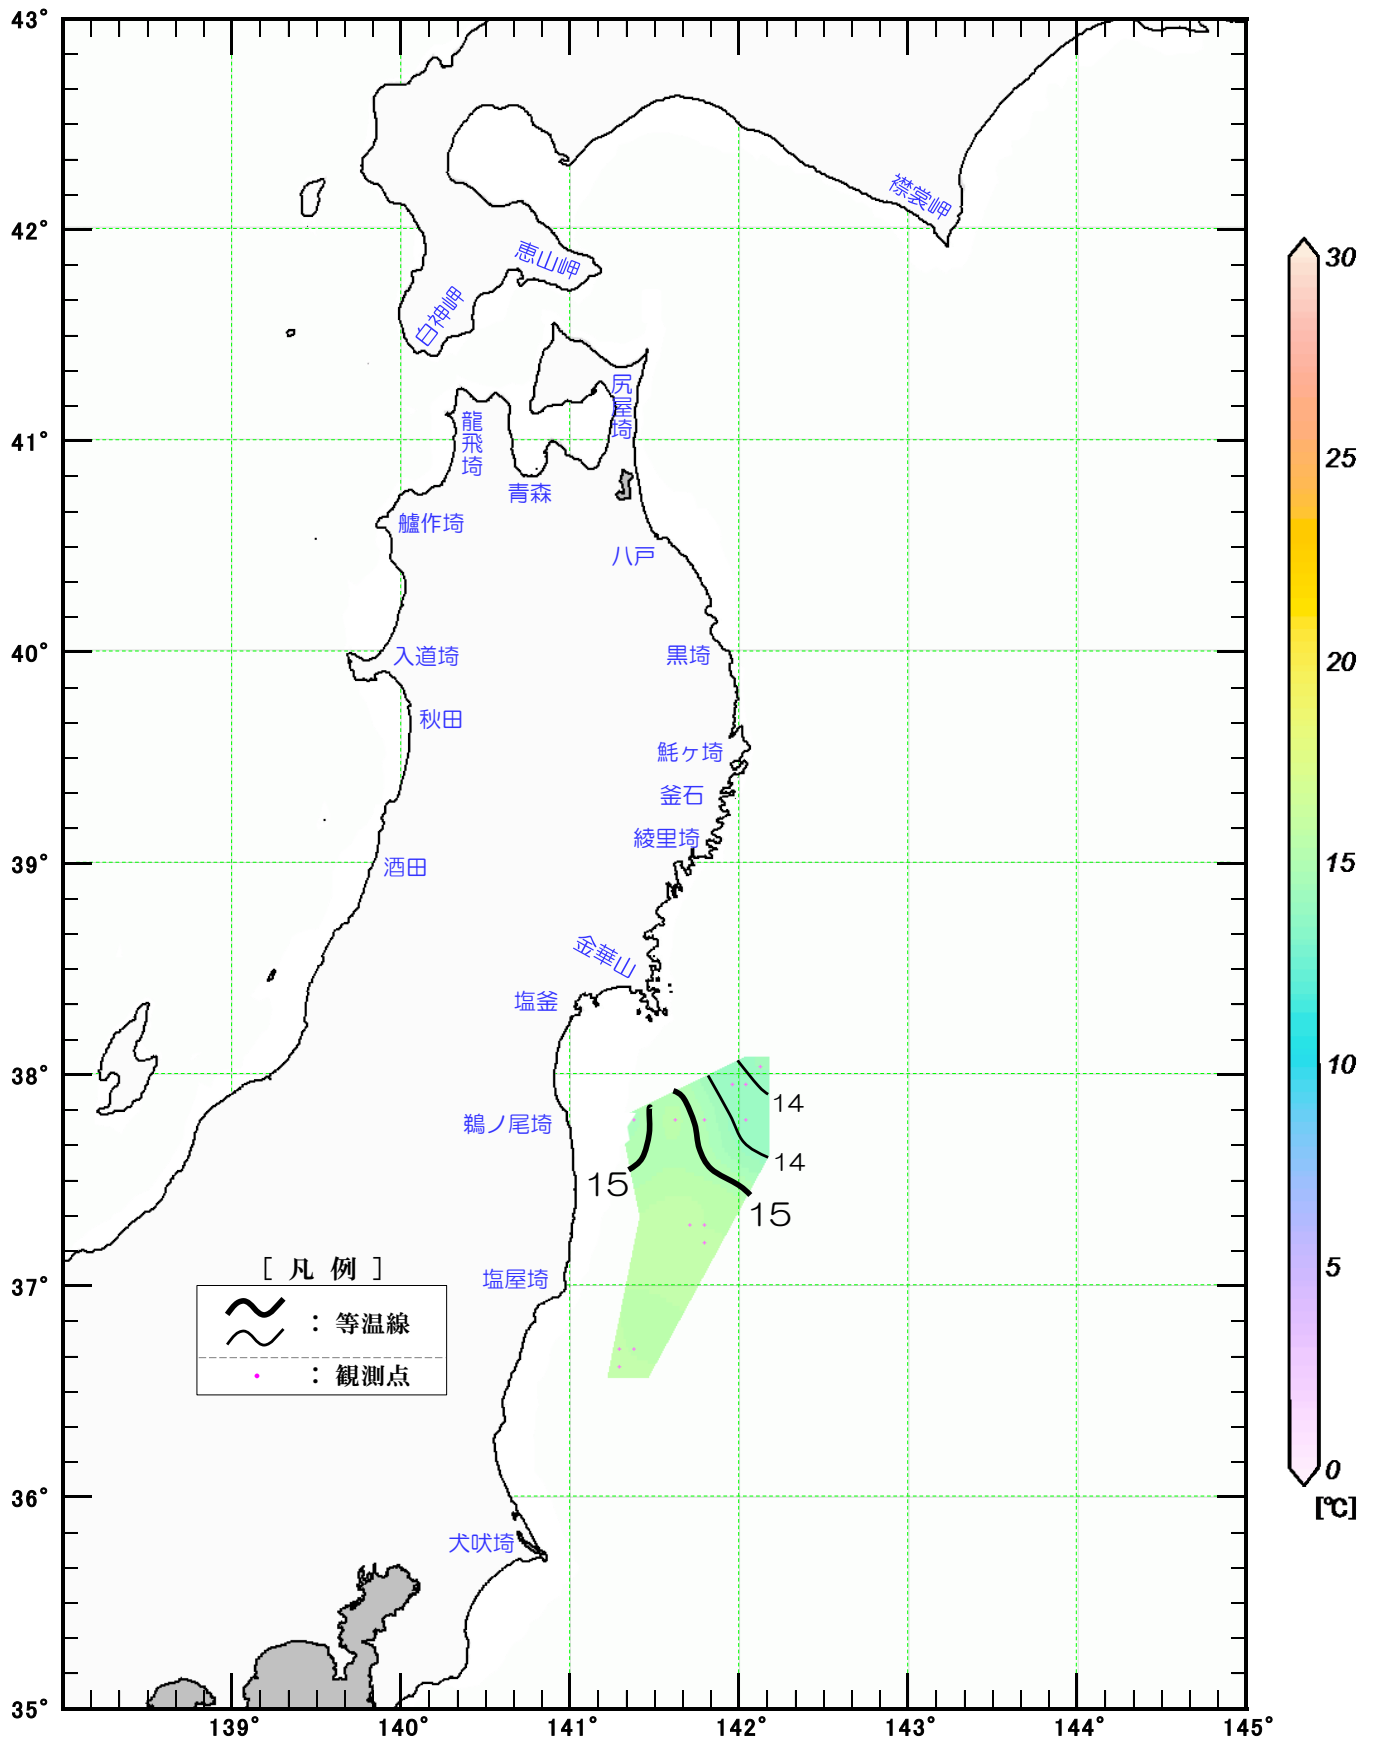 43°
襟裳岬
42°
30
恵山岬
白神岬
尻屋埼
41°
龍飛埼
25
青森
艫作埼
八戸
40°
入道埼
黒埼
20
秋田
魹ヶ埼
釜石
綾里埼
39°
酒田
15
金華山
塩釜
38°
10
14
鵜ノ尾埼
14
15
15
[ 凡 例 ]
5
37°
塩屋埼
：等温線
：観測点
0
36°
[℃]
犬吠埼
35°
139° 140° 141° 142° 143° 144° 145°